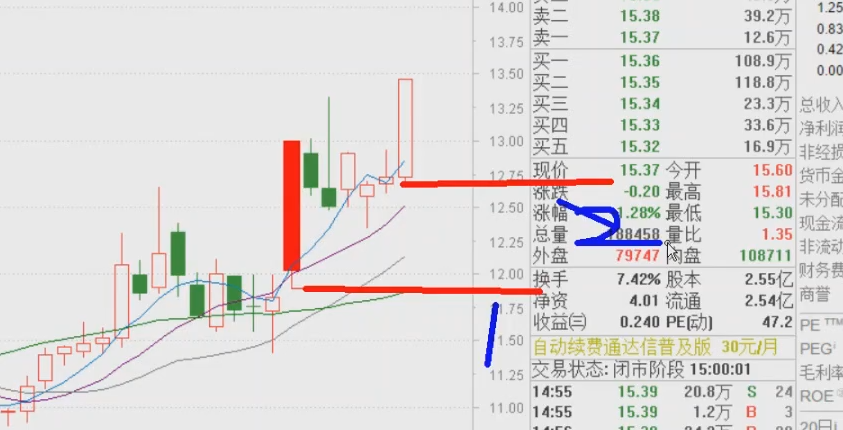 14.00
13.75
13.50
13.25
13.00
12.75
12.50
12.25
12.00
.75
11.50
11.25
11.00
卖二 15.38 39.2万
卖一 15.37 12.6万
买一 15.36 108.9万
买二 15.35 118.8万
买三 15.34 23.3万
买四 15.33 33.6万
买五 15.32 16.9万
现价 15.37 今开 15.60
涨跌 -0.20 最高 15.81
涨幅 1.28% 最低 15.30
总量 188458 量比 1.35
外盘 79747 内盘 108711
换手 7.42% 股本 2.55亿
净资 4.01 流通 2.54亿
收益㈢ 0.240 PE(动) 47.2
自动续费通达信普及版 30元/月
交易状态: 闭市阶段 15:00:01
14:55 15.39 20.8万 S 24
14:55 15.39 1.2万 B 3
1.25
0.83
0.42
0.00
总收入
净利润
非经损
货币金
未分配
现金流
非流动
财务费
商誉
PE TTM
PEG
毛利率
ROE
20日